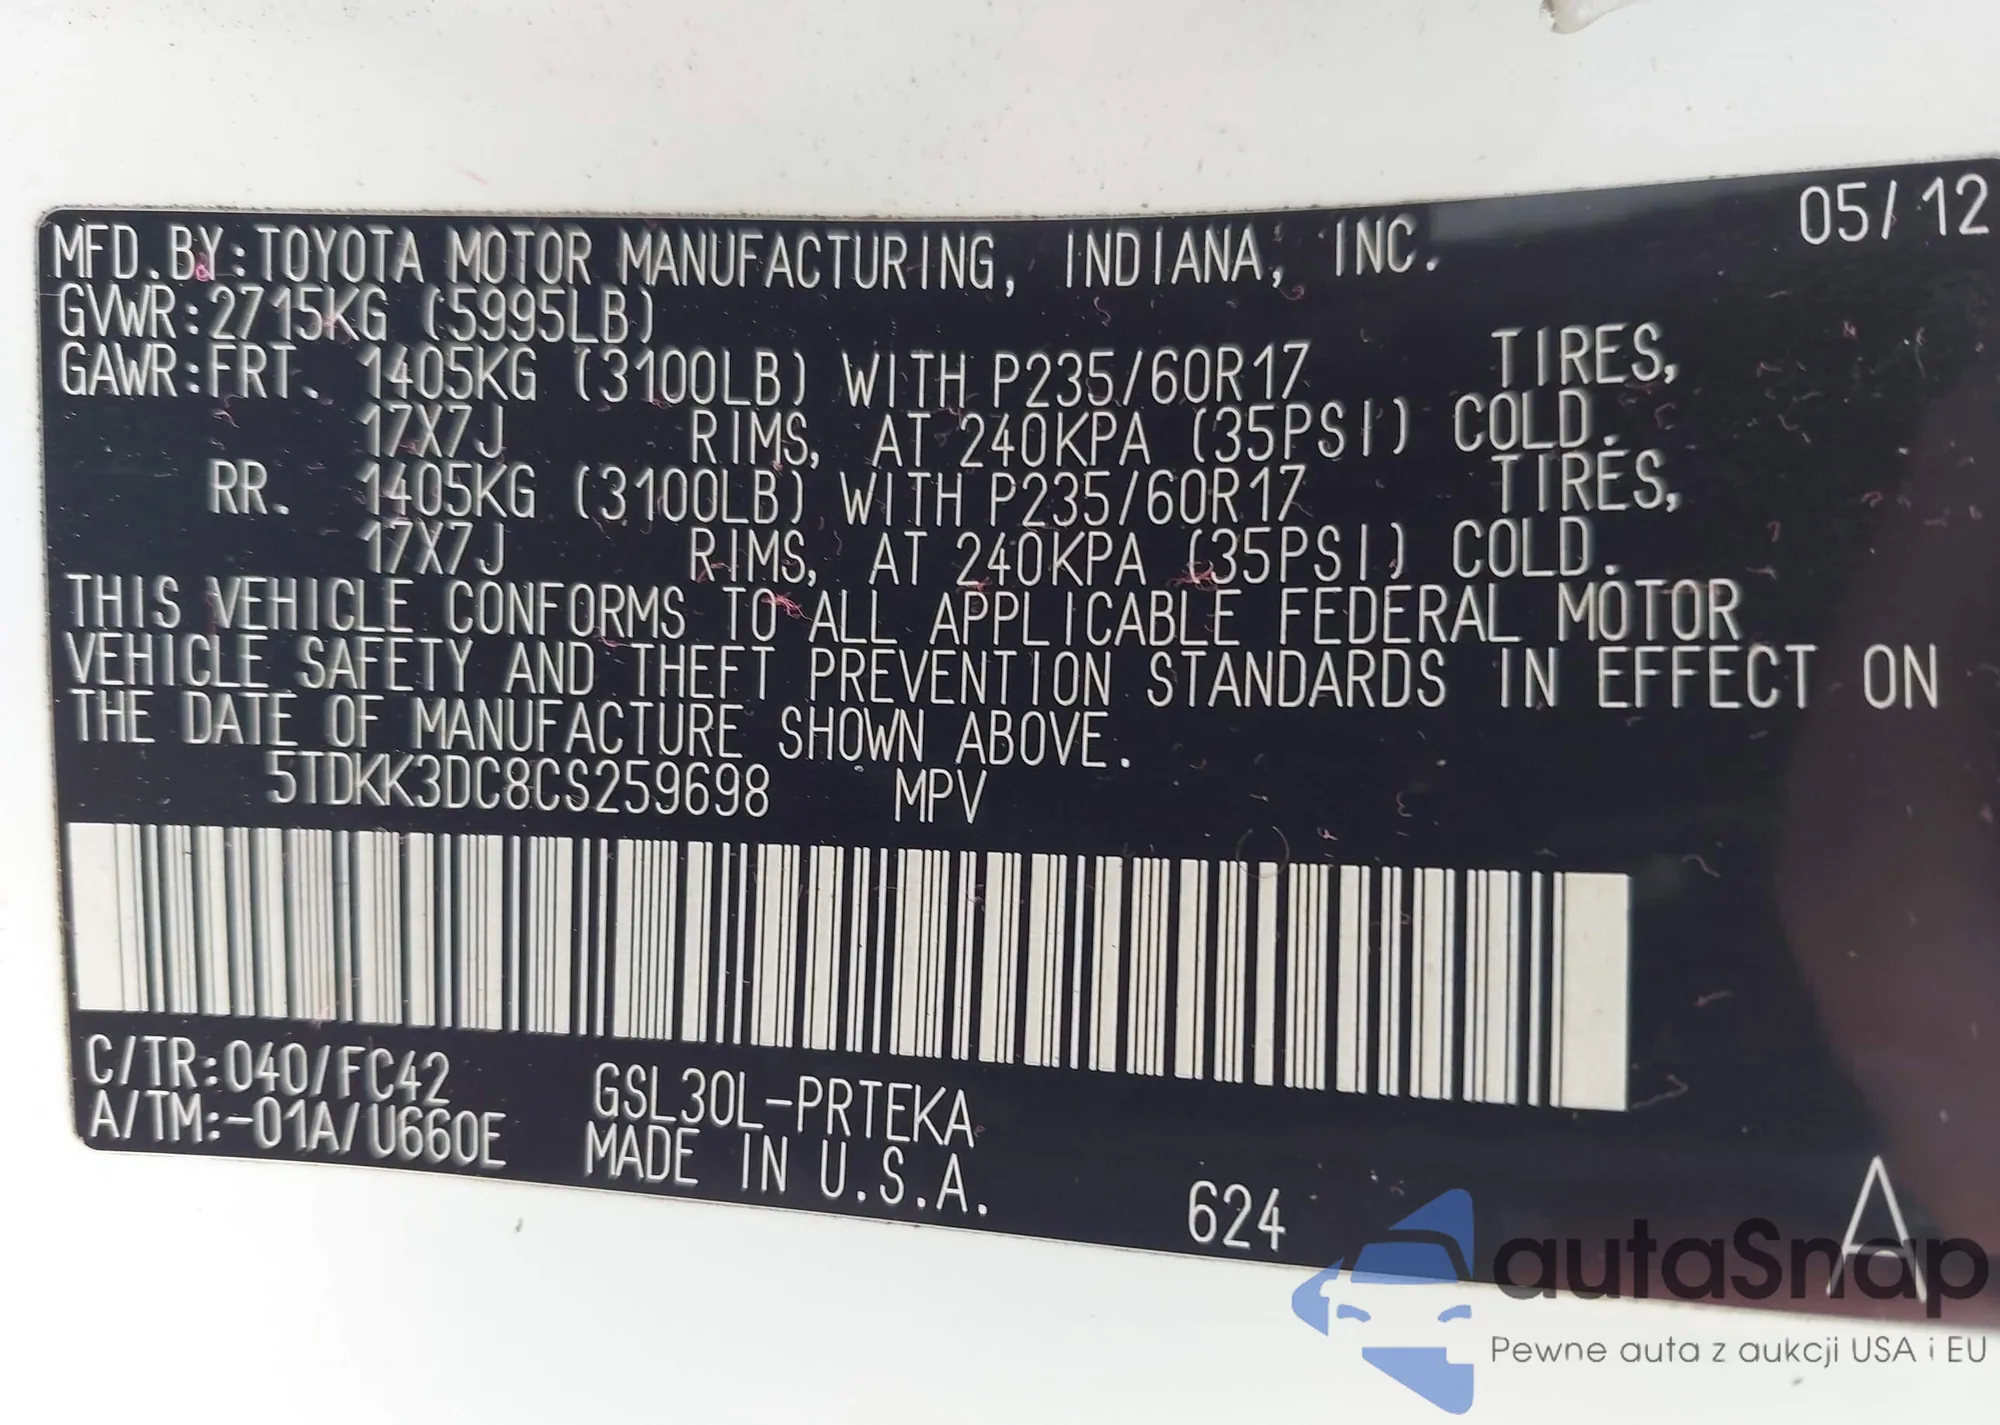 05/12
MFD.BY:TOYOTA MOTOR MANUFACTURING, INDIANA, INC.
GVWR:2715KG (5995LB)
GAWR:FRT. 1405KG (3100LB) WITH P235/60R17 TIRES,
17X7J RIMS, AT 240KPA (35PSI) COLD.
RR. 1405KG (3100LB) WITH P235/60R17 TIRES,
17X7J RIMS, AT 240KPA (35PSI) COLD.
THIS VEHICLE CONFORMS TO ALL APPLICABLE FEDERAL MOTOR
VEHICLE SAFETY AND THEFT PREVENTION STANDARDS IN EFFECT ON
THE DATE OF MANUFACTURE SHOWN ABOVE.
5TDKK3DC8CS259698 MPV
C/TR:040/FC42 GSL30L-PRTEKA
A/TM:-01A/U660E MADE IN U.S.A.
624
A
autaSnap
Pewne auta z aukcji USA i EU